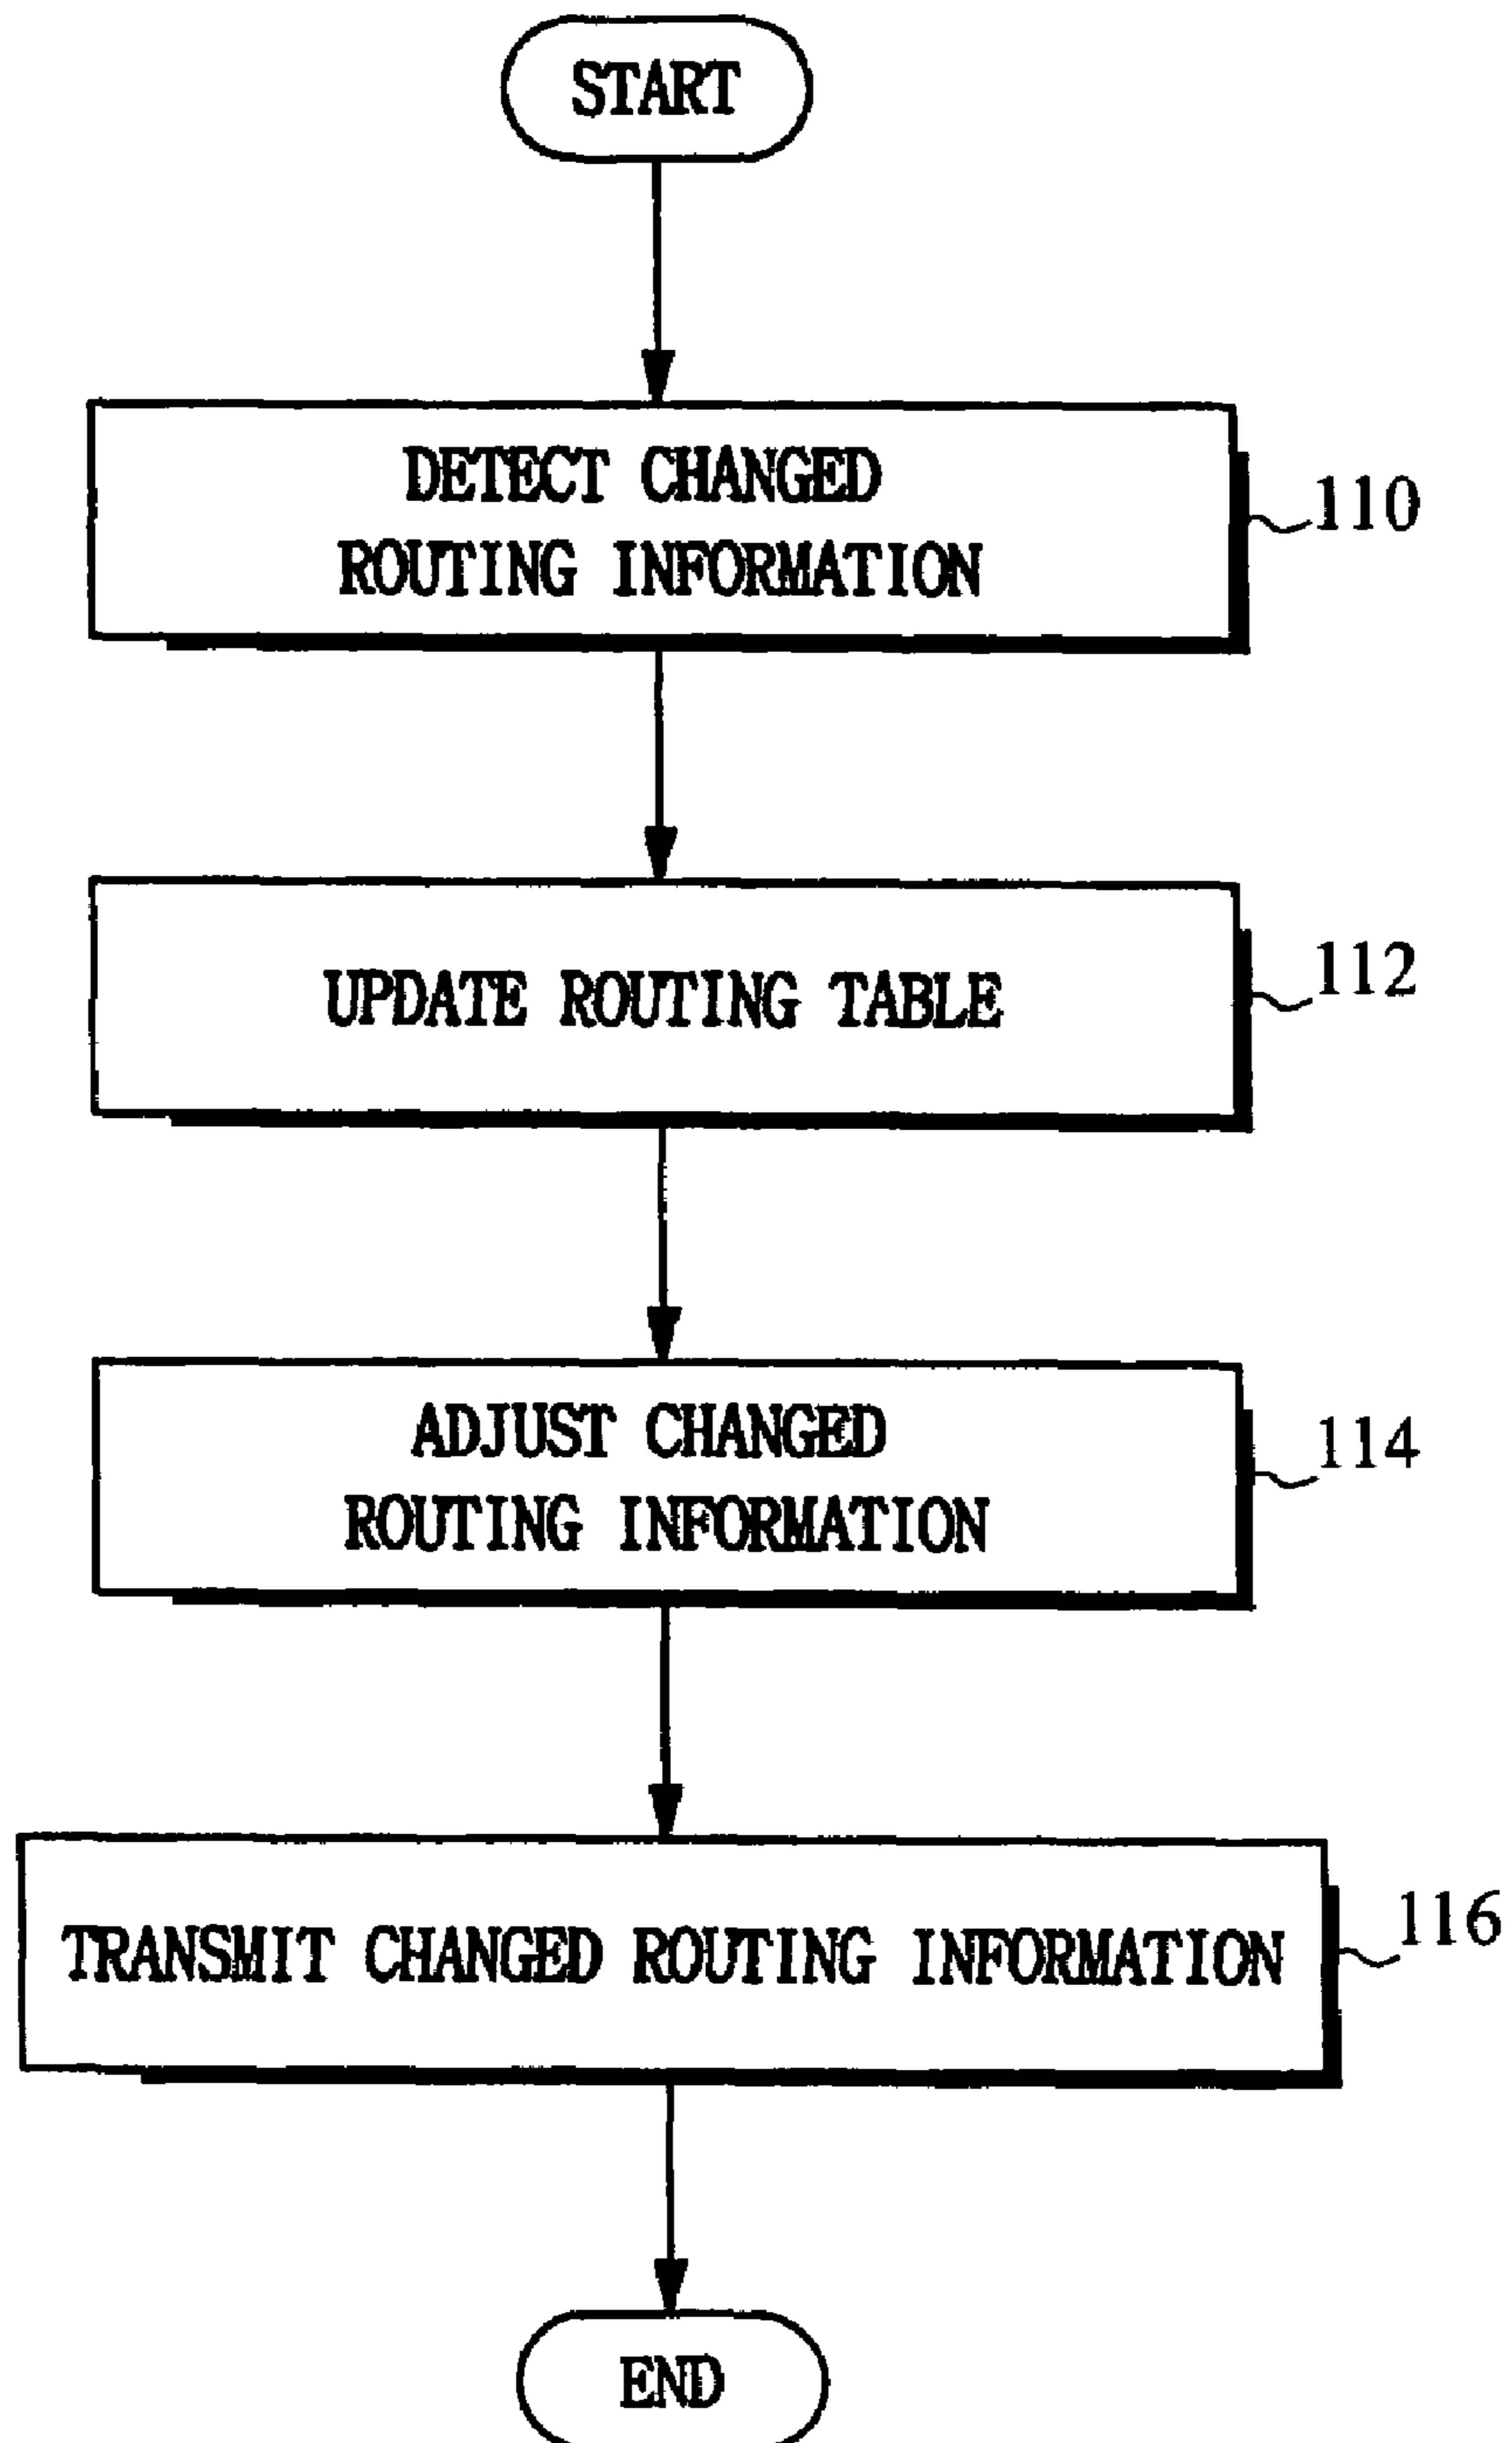 START
DETECT CHANGED
ROUTING INFORMATION
110
UPDATE ROUTING TABLE
112
ADJUST CHANGED
ROUTING INFORMATION
114
TRANSMIT CHANGED ROUTING INFORMATION
116
END